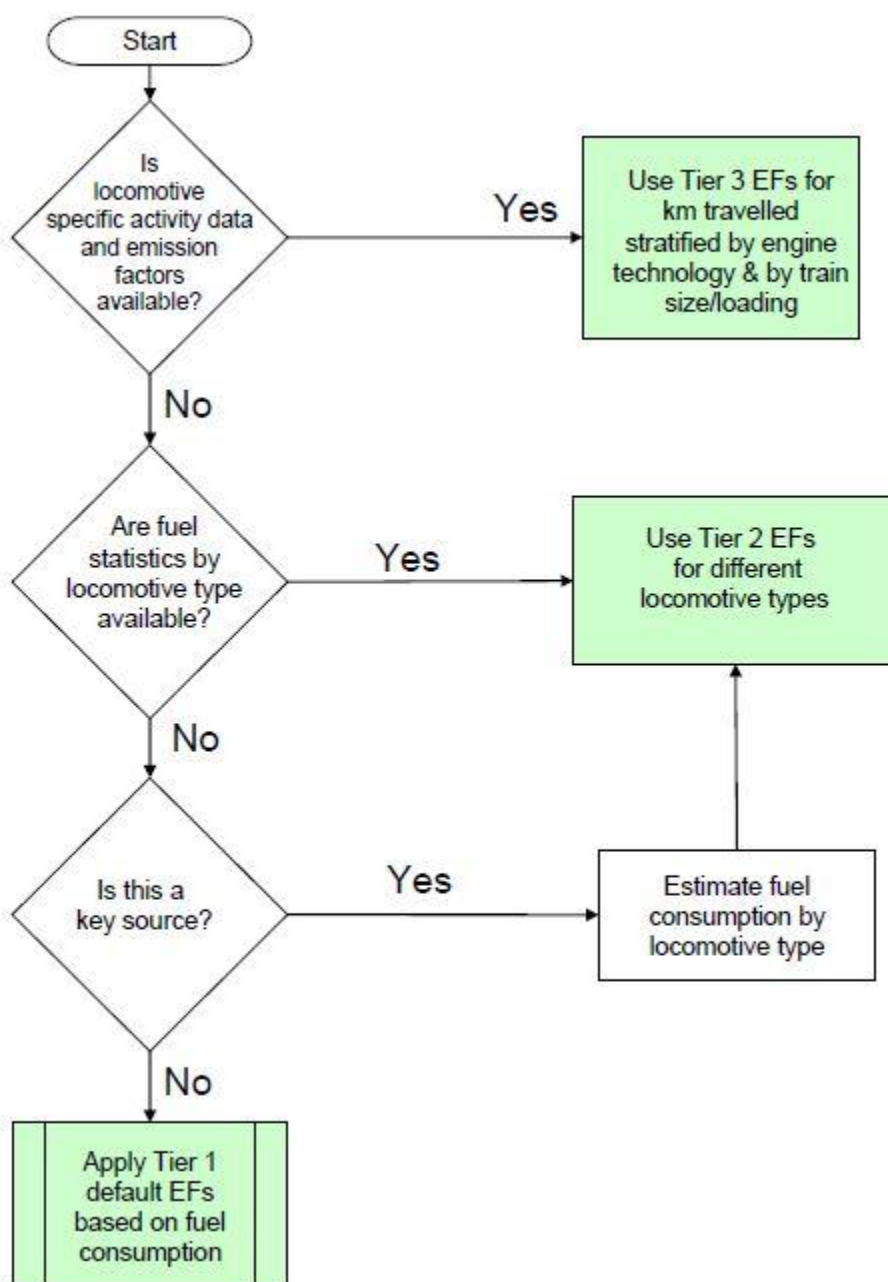 Start
Is
locomotive
specific activity data
and emission
factors
available?
Yes
Use Tier 3 EFs for
km travelled
stratified by engine
technology & by train
size/loading
No
Are fuel
statistics by
locomotive type
available?
Yes
Use Tier 2 EFs
for different
locomotive types
No
Is this a
key source?
Yes
Estimate fuel
consumption by
locomotive type
No
Apply Tier 1
default EFs
based on fuel
consumption